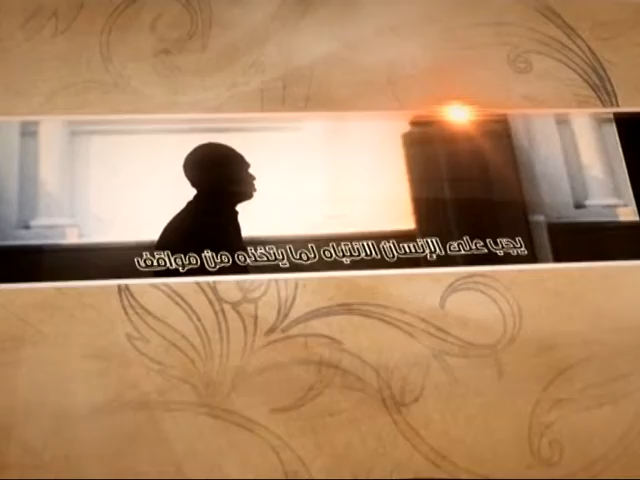 يجب على الإنسان الانتباه لما يتخذه من مواقف